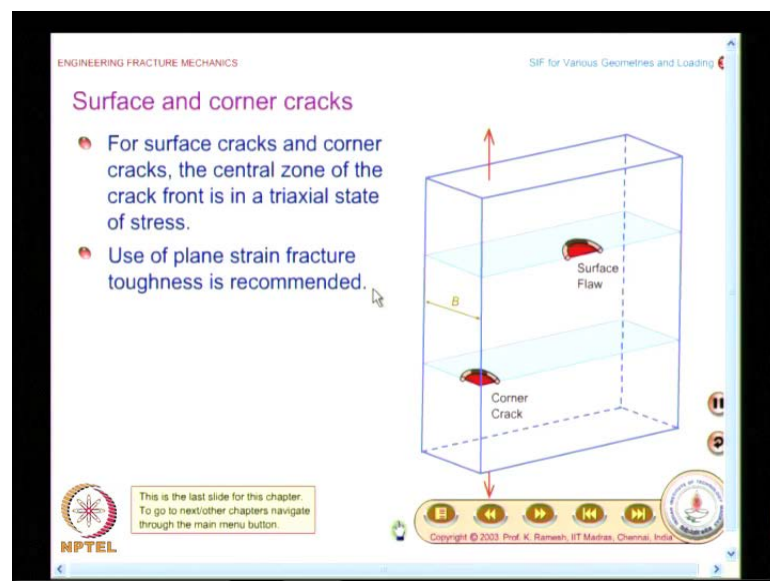 ENGINEERING FRACTURE MECHANICS
SIF for Various Geometries and Loading
Surface and corner cracks
For surface cracks and corner
cracks, the central zone of the
crack front is in a triaxial state
of stress.
Use of plane strain fracture
toughness is recommended.
Surface
Flaw
B
Corner
Crack
This is the last slide for this chapter.
To go to next/other chapters navigate
through the main menu button.
NPTEL
Copyright © 2003 Prof. K. Ramesh, IIT Madras, Chennai, India